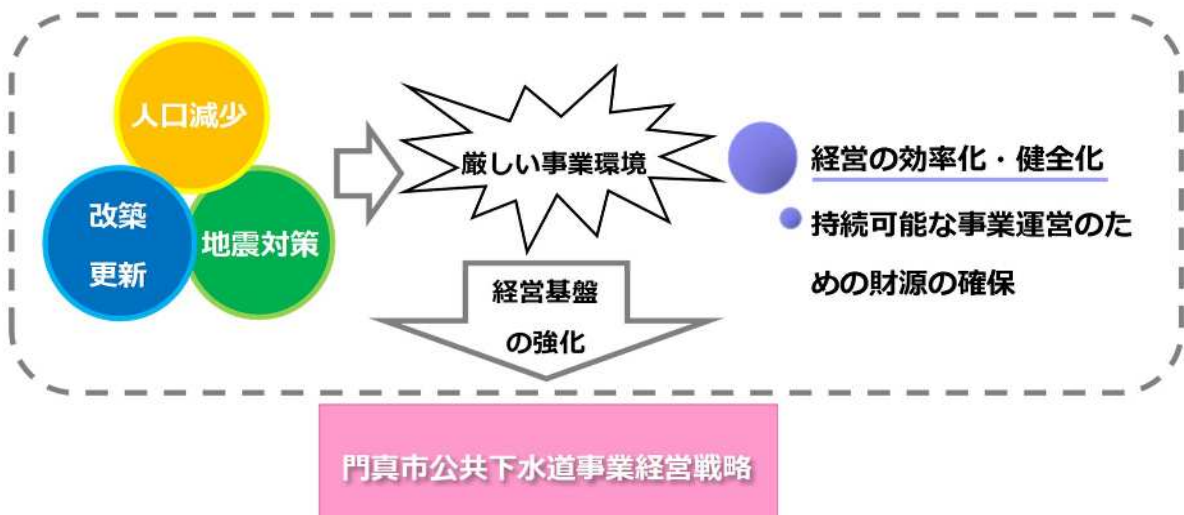 人口減少
改築
更新
地震対策
厳しい事業環境
経営の効率化・健全化
持続可能な事業運営のた
めの財源の確保
経営基盤
の強化
門真市公共下水道事業経営戦略